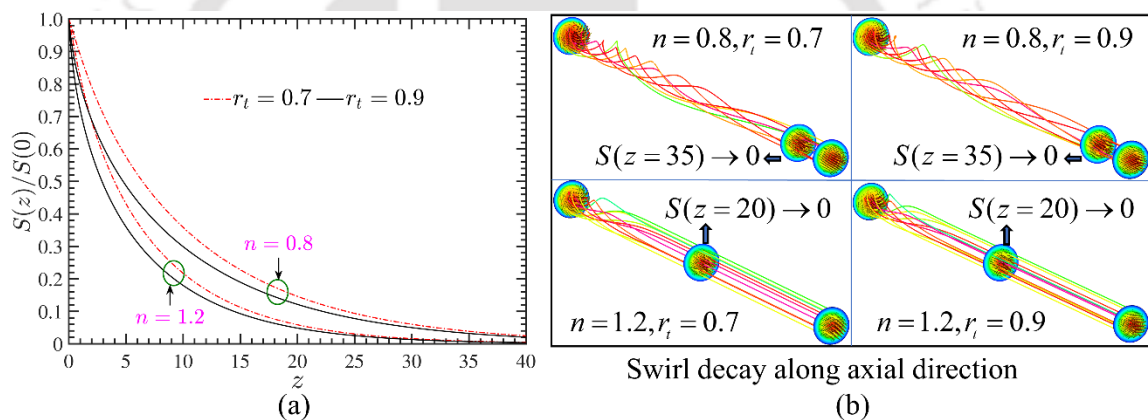 1.0
0.9
0.8
0.7
0.6
0.5
0.4
0.3
0.2
0.1
0
S(z)/S(0)
r_t = 0.7 r_t = 0.9
n = 0.8
n = 1.2
0 5 10 15 20 25 30 35 40
z
(a)
n = 0.8, r_t = 0.7
S(z = 35) → 0
n = 0.8, r_t = 0.9
S(z = 35) → 0
S(z = 20) → 0
n = 1.2, r_t = 0.7
S(z = 20) → 0
n = 1.2, r_t = 0.9
Swirl decay along axial direction
(b)